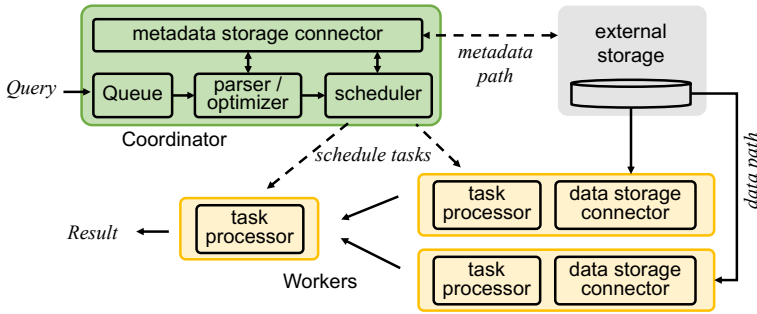 metadata storage connector
metadata
path
external
storage
Query
Queue
parser /
optimizer
scheduler
Coordinator
schedule tasks
data path
task
processor
data storage
connector
task
processor
Result
Workers
task
processor
data storage
connector